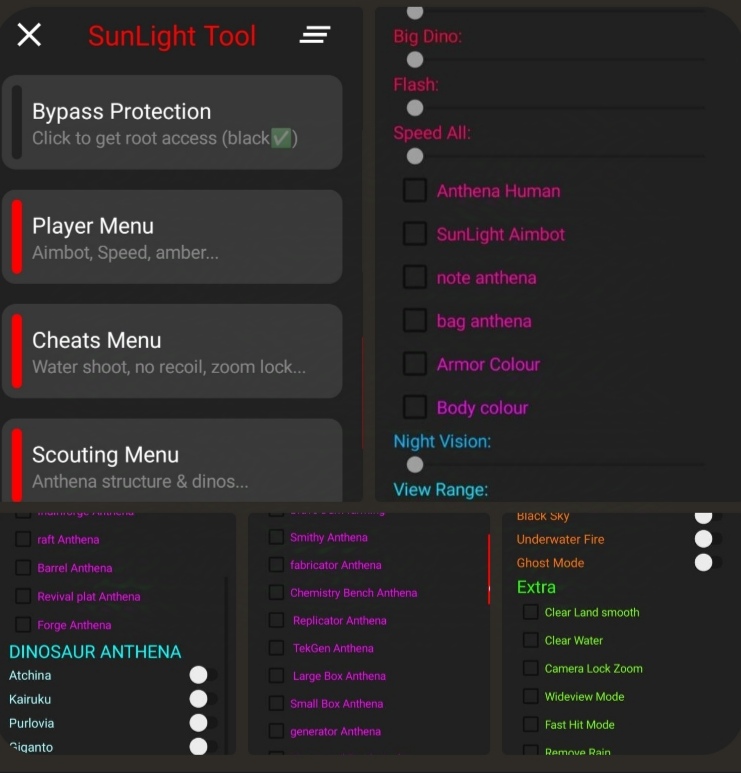 SunLight Tool
Bypass Protection
Click to get root access (black✅)
Player Menu
Aimbot, Speed, amber...
Cheats Menu
Water shoot, no recoil, zoom lock...
Scouting Menu
Anthena structure & dinos...
Big Dino:
Flash:
Speed All:
Anthena Human
SunLight Aimbot
note anthena
bag anthena
Armor Colour
Body colour
Night Vision:
View Range:
raft Anthena
Barrel Anthena
Revival plat Anthena
Forge Anthena
DINOSAUR ANTHENA
Atchina
Kairuku
Purlovia
Giganto
Smithy Anthena
fabricator Anthena
Chemistry Bench Anthena
Replicator Anthena
TekGen Anthena
Large Box Anthena
Small Box Anthena
generator Anthena
Black Sky
Underwater Fire
Ghost Mode
Extra
Clear Land smooth
Clear Water
Camera Lock Zoom
Wideview Mode
Fast Hit Mode
Remove Rain